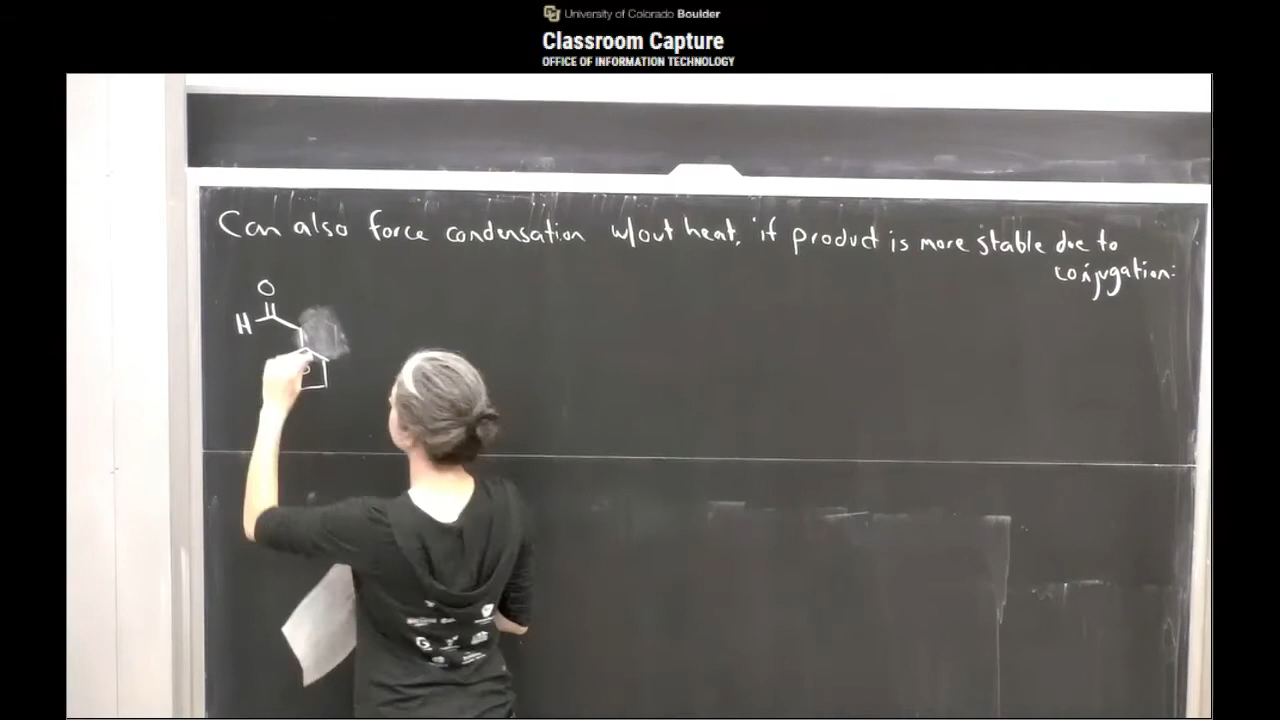 University of Colorado Boulder
Classroom Capture
OFFICE OF INFORMATION TECHNOLOGY
Can also force condensation w/out heat, if product is more stable due to
conjugation:
O
H